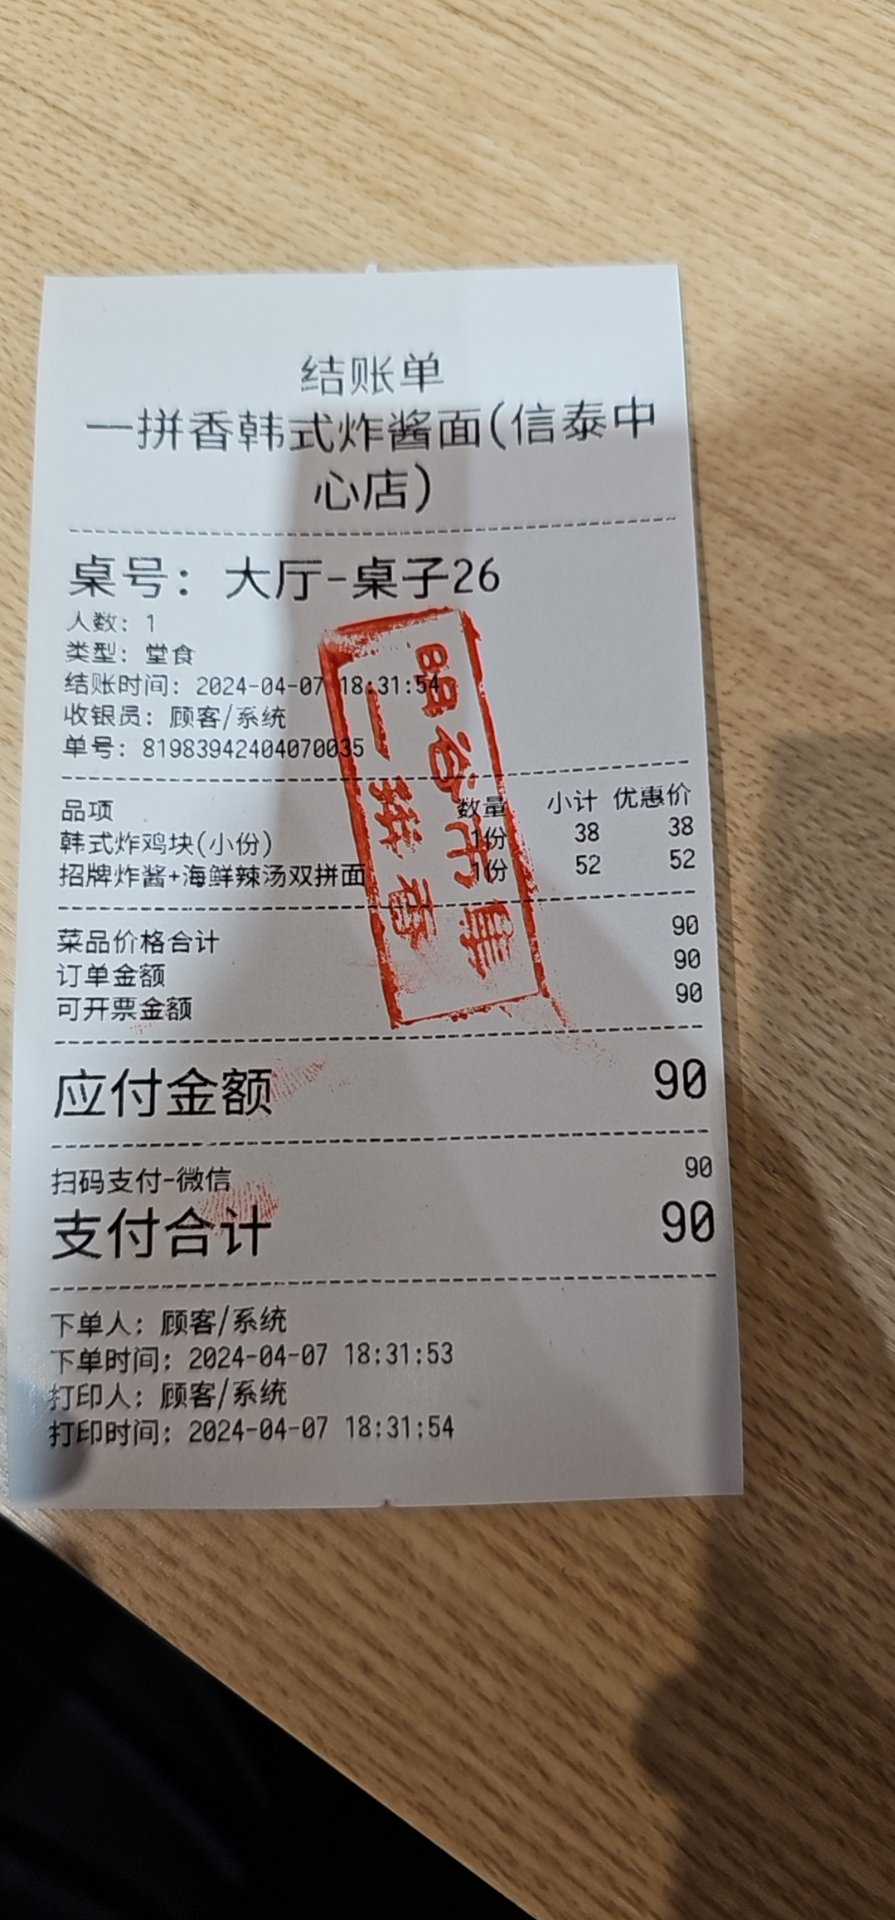 结账单
一拼香韩式炸酱面(信泰中
心店)
桌号: 大厅-桌子26
人数: 1
类型: 堂食
结账时间: 2024-04-07 18:31:54
收银员: 顾客/系统
单号: 81983942404070035
品项 数量 小计 优惠价
韩式炸鸡块(小份) 1份 38 38
招牌炸酱+海鲜辣汤双拼面 1份 52 52
菜品价格合计 90
订单金额 90
可开票金额 90
应付金额 90
扫码支付-微信 90
支付合计 90
下单人: 顾客/系统
下单时间: 2024-04-07 18:31:53
打印人: 顾客/系统
打印时间: 2024-04-07 18:31:54
一拼香